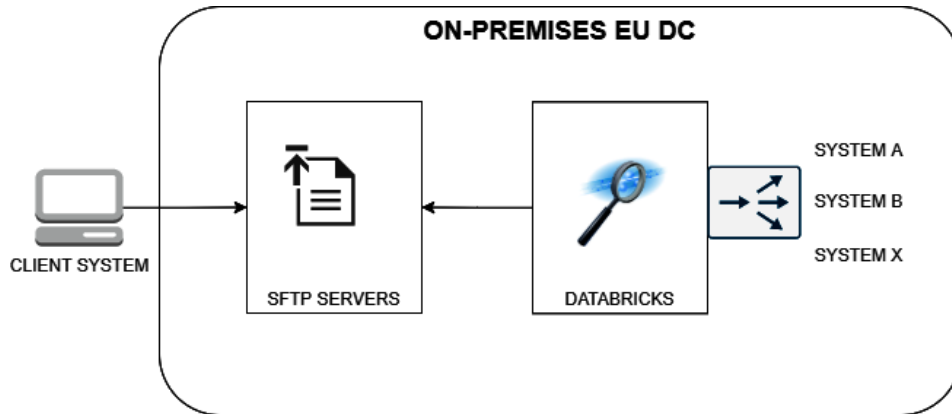 ON-PREMISES EU DC
SYSTEM A
SYSTEM B
SYSTEM X
CLIENT SYSTEM
SFTP SERVERS
DATABRICKS